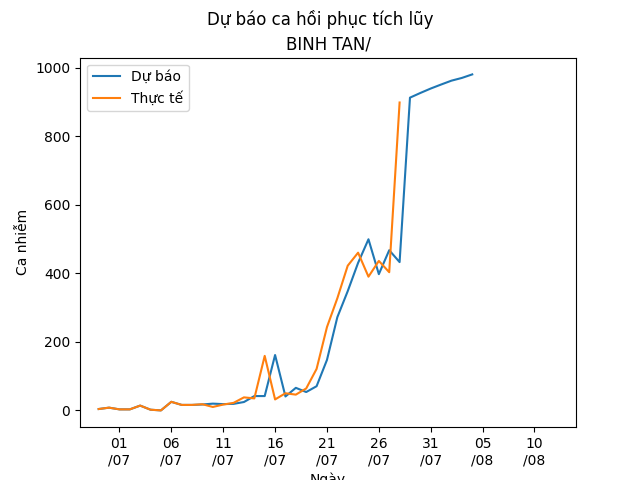 Dự báo ca hồi phục tích lũy
BINH TAN/
Dự báo
Thực tế
Ca nhiễm
1000
800
600
400
200
0
01 06 11 16 21 26 31 05 10
/07 /07 /07 /07 /07 /07 /07 /08 /08
Ngày